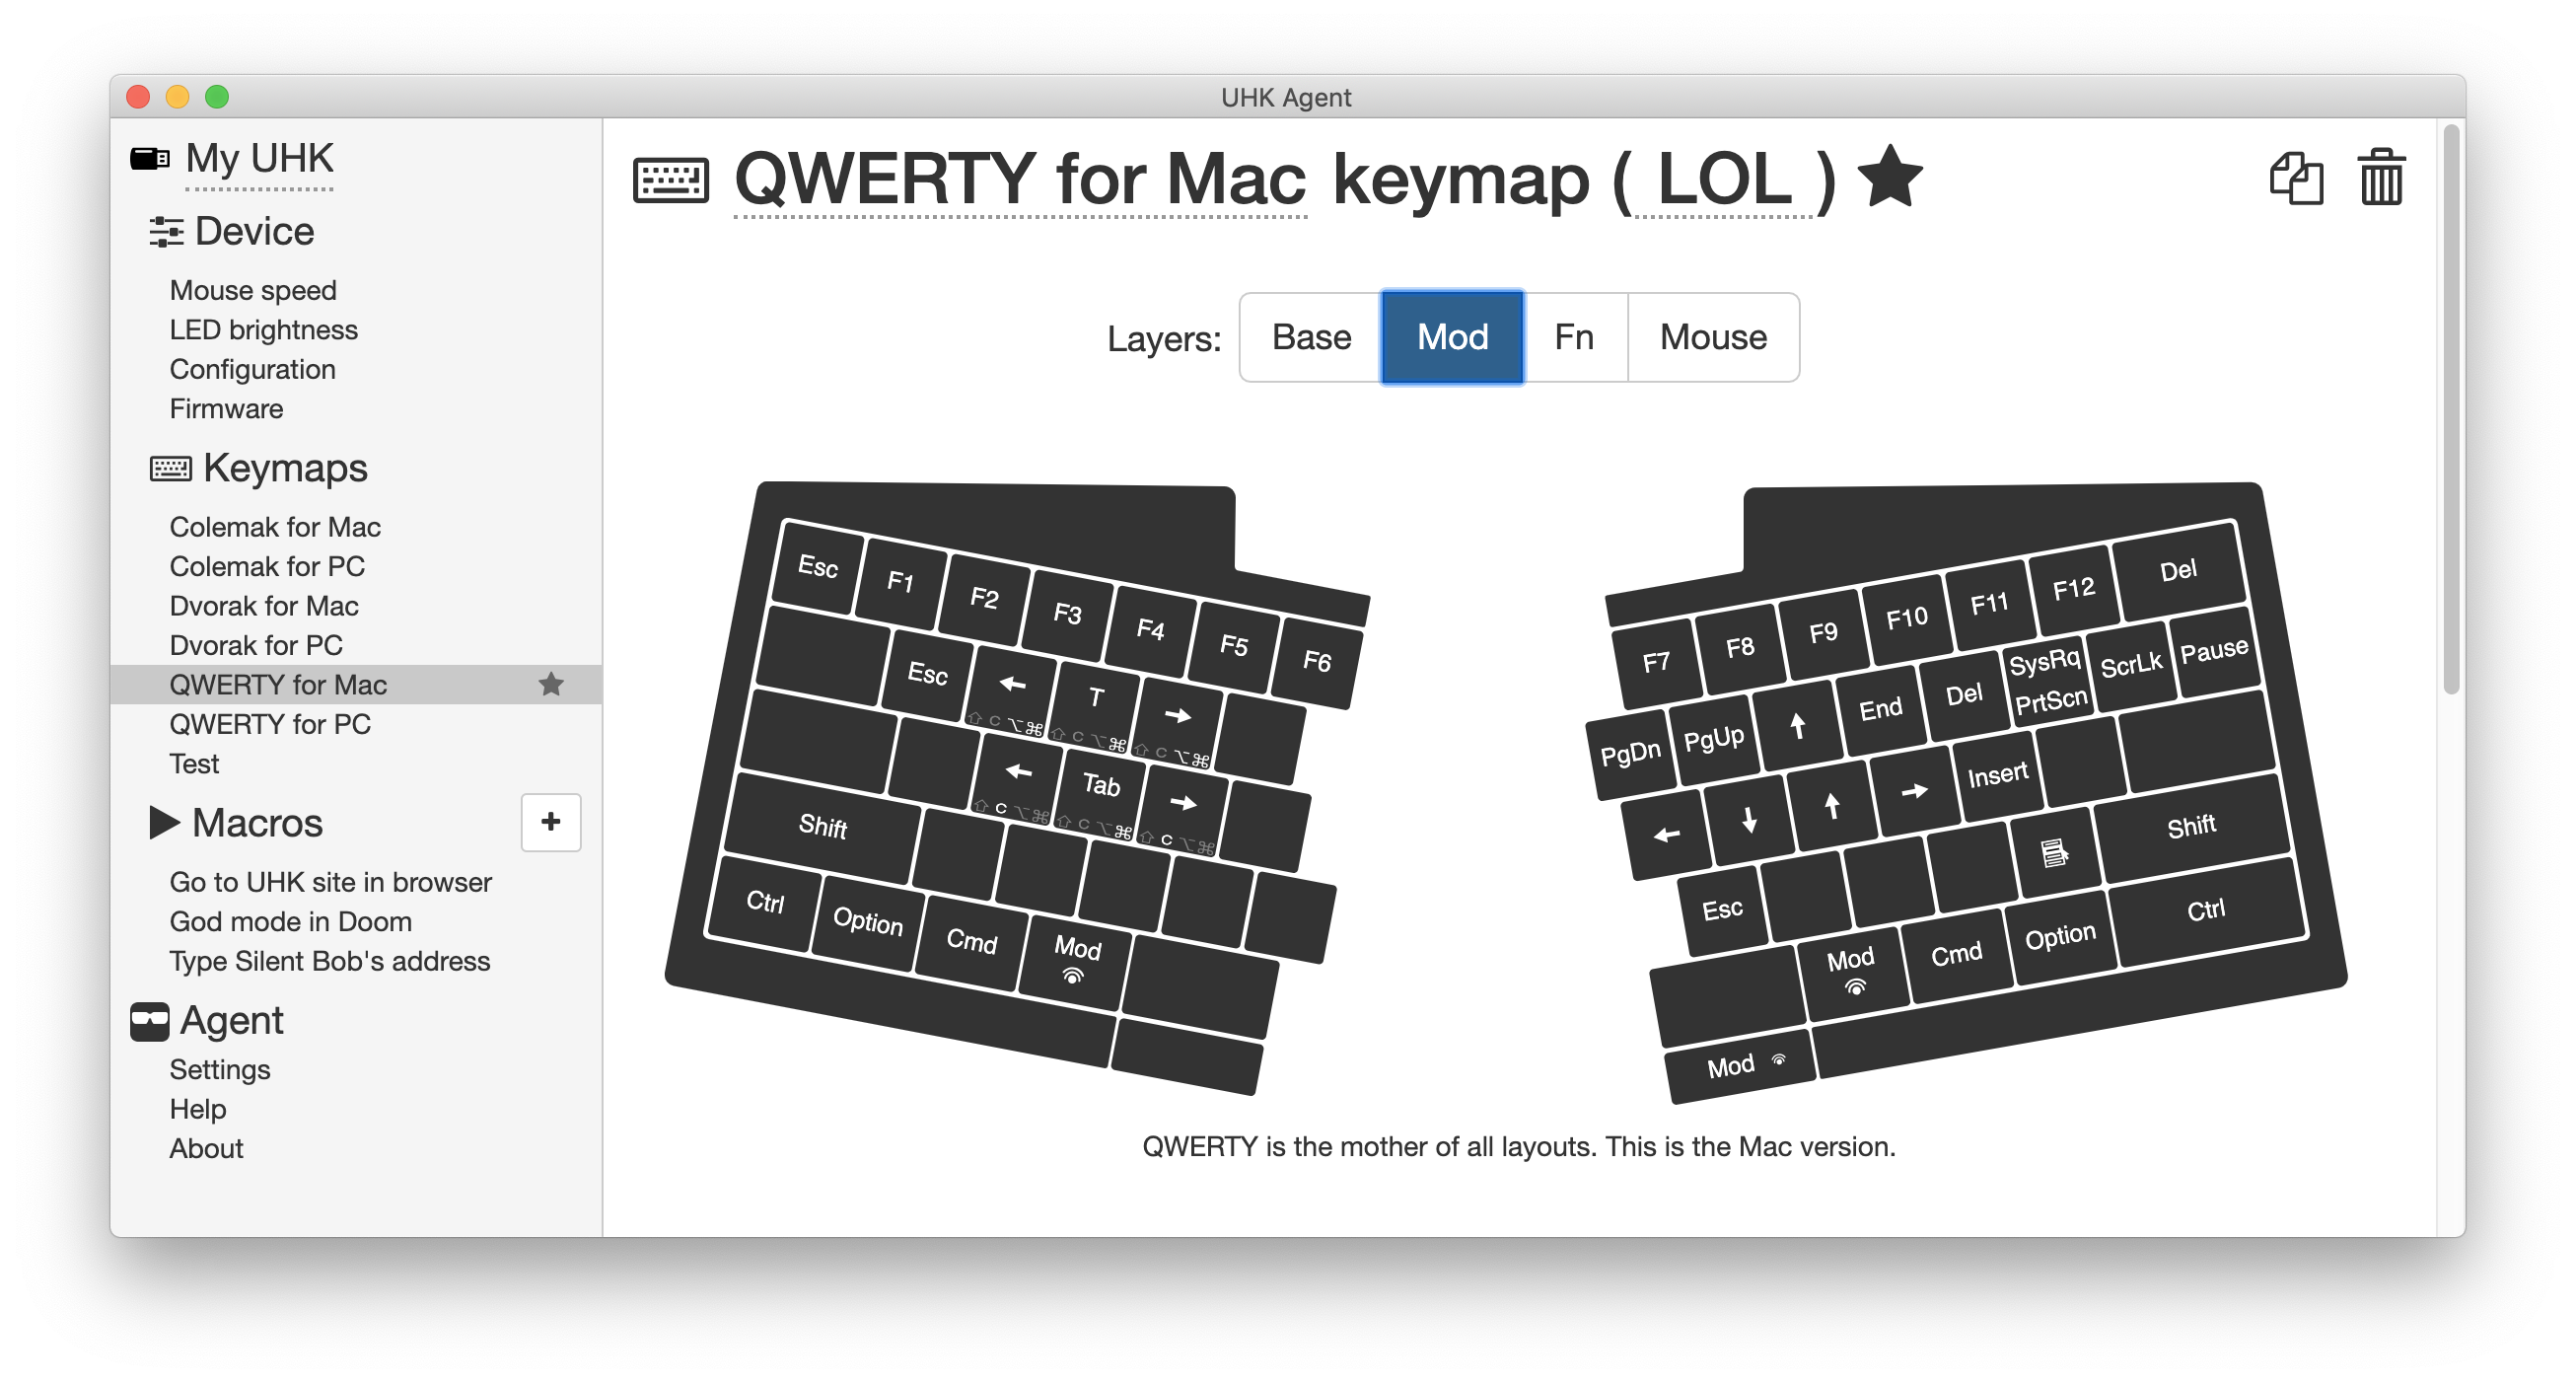 UHK Agent
My UHK
Device
Mouse speed
LED brightness
Configuration
Firmware
Keymaps
Colemak for Mac
Colemak for PC
Dvorak for Mac
Dvorak for PC
QWERTY for Mac
QWERTY for PC
Test
Macros
+
Go to UHK site in browser
God mode in Doom
Type Silent Bob's address
Agent
Settings
Help
About
QWERTY for Mac keymap ( LOL )
Layers: Base Mod Fn Mouse
Esc F1 F2 F3 F4 F5 F6
Esc ← T →
⇧ C ⌥ ⌘ ⇧ C ⌥ ⌘ ⇧ C ⌥ ⌘
← Tab →
⇧ C ⌥ ⌘ ⇧ C ⌥ ⌘ ⇧ C ⌥ ⌘
Shift
Ctrl Option Cmd Mod
F7 F8 F9 F10 F11 F12 Del
PgDn PgUp ↑ End Del SysRq PrtScn ScrLk Pause
← ↓ ↑ → Insert
Esc Shift
Mod Cmd Option Ctrl
Mod
QWERTY is the mother of all layouts. This is the Mac version.